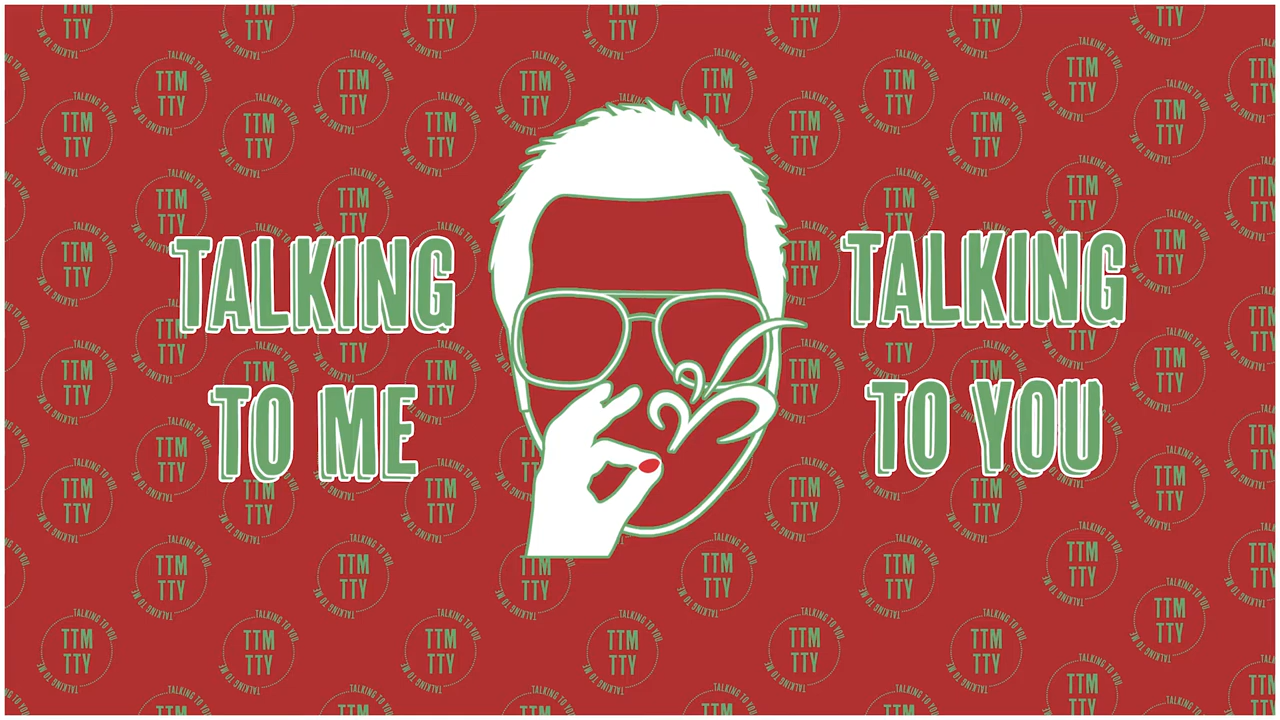 TALKING
TO ME
TALKING
TO YOU
TTM
TTY
TALKING TO YOU
TALKING TO ME